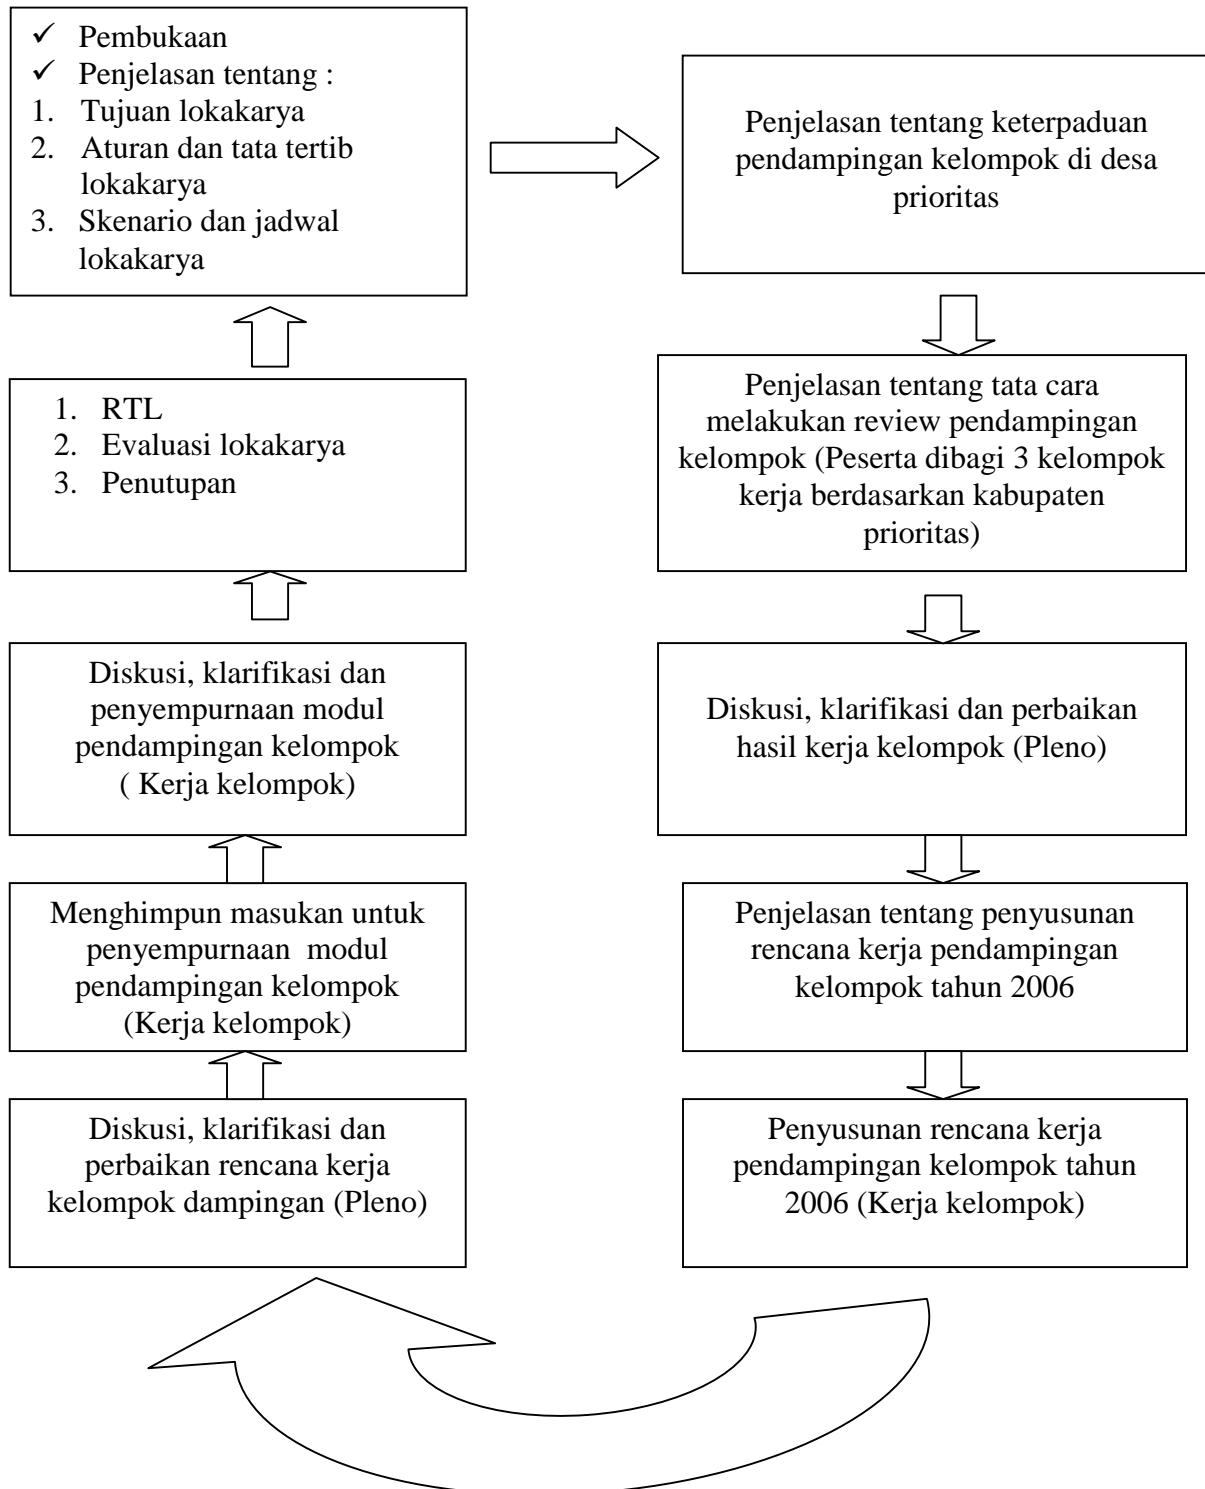 ✓ Pembukaan
✓ Penjelasan tentang :
1. Tujuan lokakarya
2. Aturan dan tata tertib
lokakarya
3. Skenario dan jadwal
lokakarya
Penjelasan tentang keterpaduan
pendampingan kelompok di desa
prioritas
Penjelasan tentang tata cara
melakukan review pendampingan
kelompok (Peserta dibagi 3 kelompok
kerja berdasarkan kabupaten
prioritas)
Diskusi, klarifikasi dan perbaikan
hasil kerja kelompok (Pleno)
Penjelasan tentang penyusunan
rencana kerja pendampingan
kelompok tahun 2006
Penyusunan rencana kerja
pendampingan kelompok tahun
2006 (Kerja kelompok)
Diskusi, klarifikasi dan
perbaikan rencana kerja
kelompok dampingan (Pleno)
Menghimpun masukan untuk
penyempurnaan  modul
pendampingan kelompok
(Kerja kelompok)
Diskusi, klarifikasi dan
penyempurnaan modul
pendampingan kelompok
( Kerja kelompok)
1. RTL
2. Evaluasi lokakarya
3. Penutupan